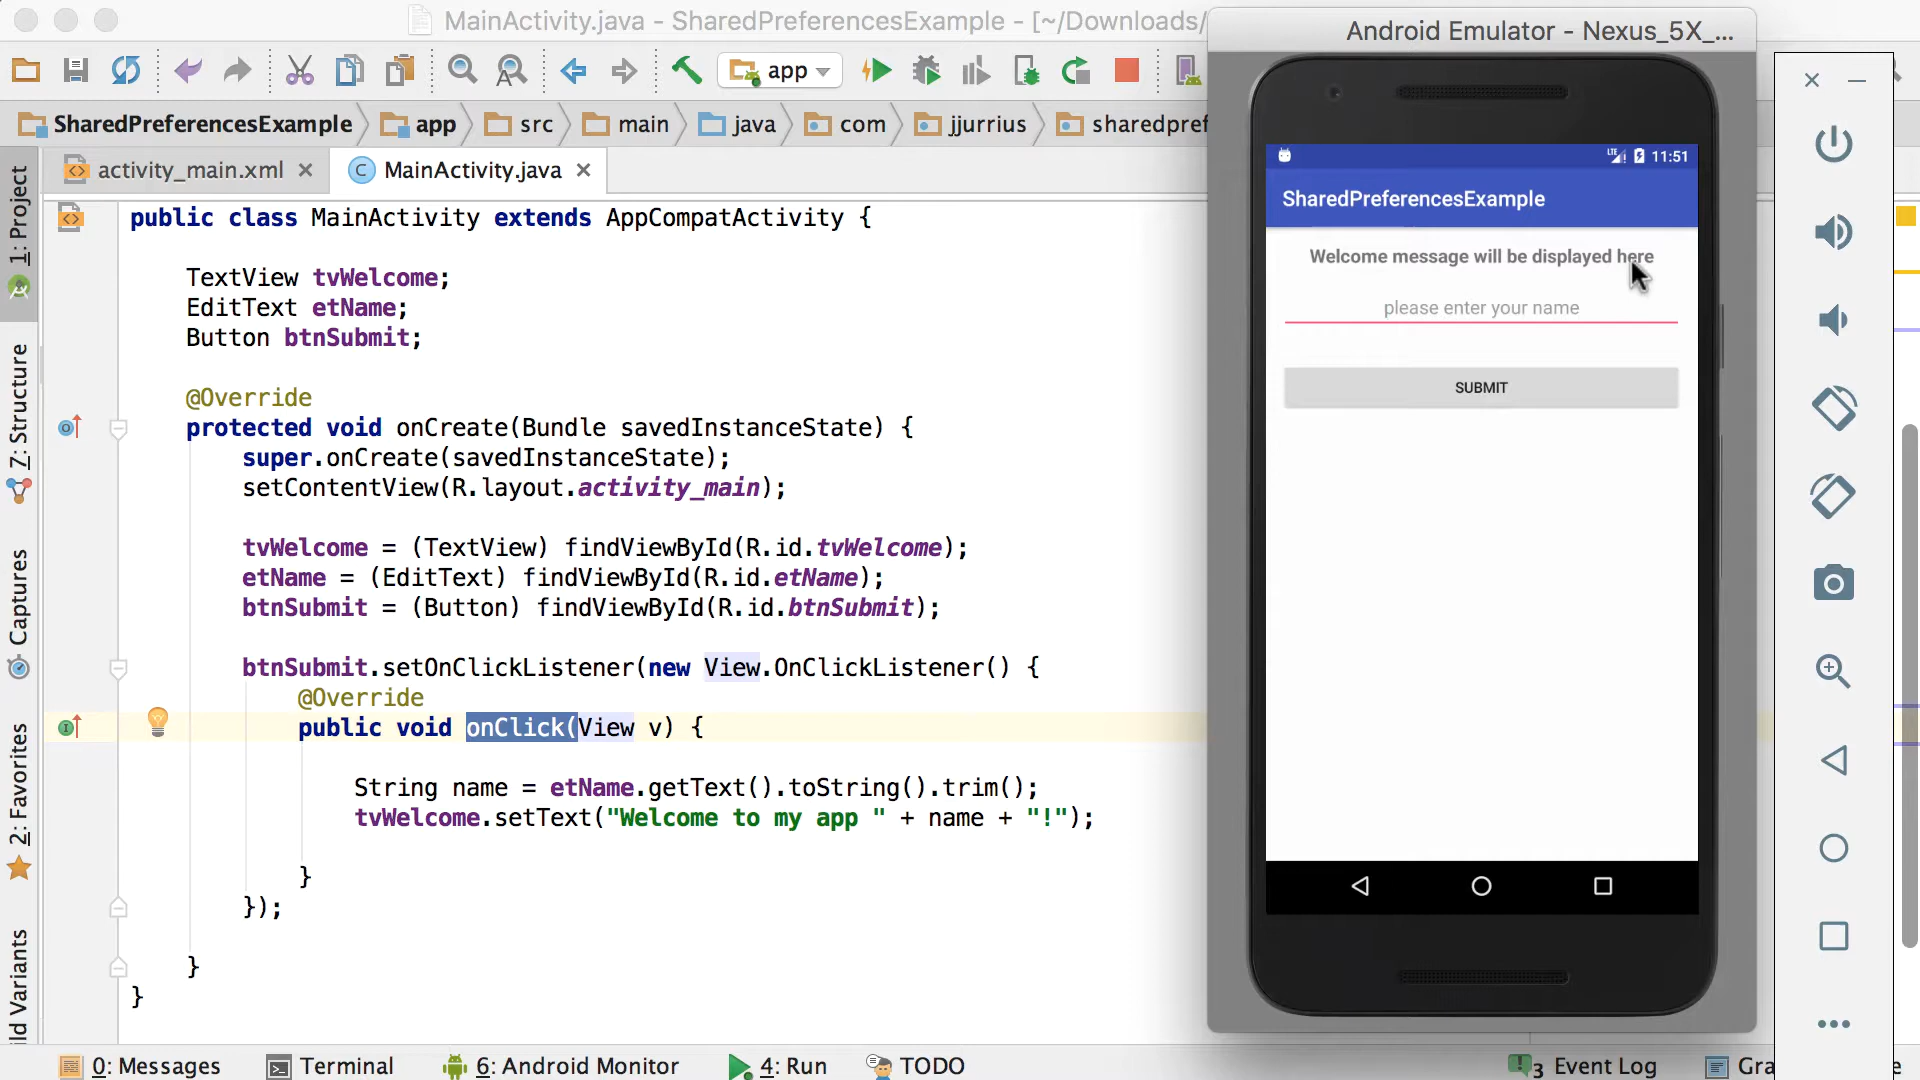 MainActivity.java - SharedPreferencesExample - [~/Downloads/
Android Emulator - Nexus_5X_...
app
SharedPreferencesExample
app
src
main
java
com
jjurrius
sharedpref
activity_main.xml
MainActivity.java
1: Project
7: Structure
Captures
2: Favorites
ild Variants
public class MainActivity extends AppCompatActivity {
TextView tvWelcome;
EditText etName;
Button btnSubmit;
@Override
protected void onCreate(Bundle savedInstanceState) {
super.onCreate(savedInstanceState);
setContentView(R.layout.activity_main);
tvWelcome = (TextView) findViewById(R.id.tvWelcome);
etName = (EditText) findViewById(R.id.etName);
btnSubmit = (Button) findViewById(R.id.btnSubmit);
btnSubmit.setOnClickListener(new View.OnClickListener() {
@Override
public void onClick(View v) {
String name = etName.getText().toString().trim();
tvWelcome.setText("Welcome to my app " + name + "!");
}
});
}
}
LTE 11:51
SharedPreferencesExample
Welcome message will be displayed here
please enter your name
SUBMIT
0: Messages
Terminal
6: Android Monitor
4: Run
TODO
3 Event Log
Gra
e